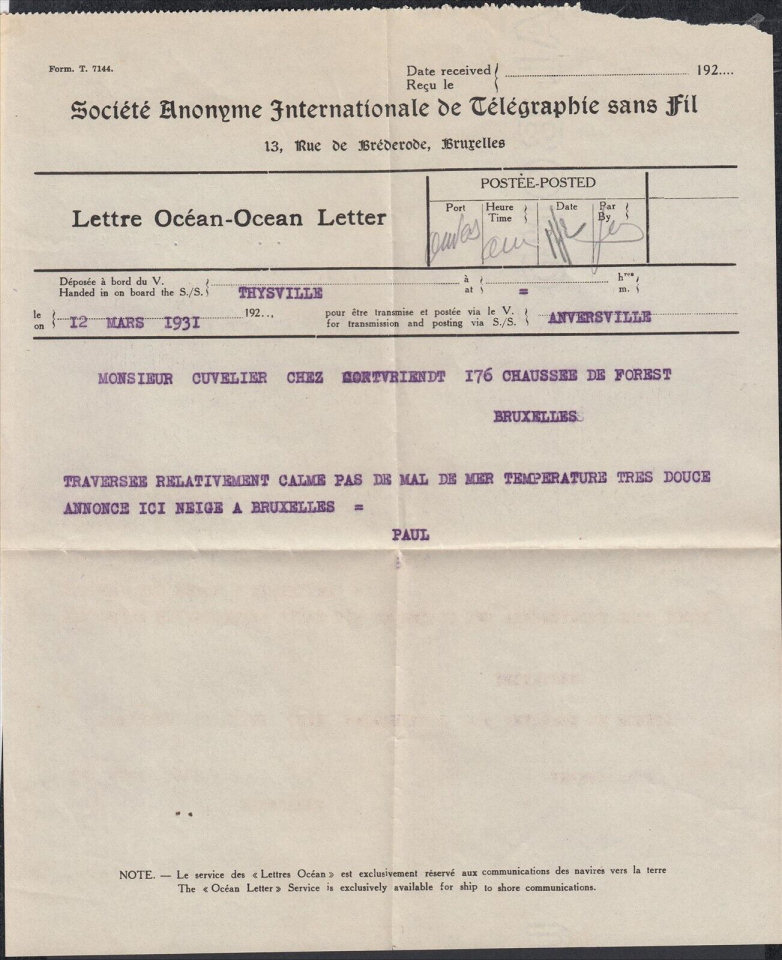 Form. T. 7144.
Date received 192....
Reçu le
Société Anonyme Internationale de Télégraphie sans Fil
13, Rue de Bréderode, Bruxelles
Lettre Océan-Ocean Letter
POSTÉE-POSTED
Port Heure Date Par
Time By
Déposée à bord du V. à hres
Handed in on board the S./S. THYSVILLE at = m.
le 192... pour être transmise et postée via le V.
on 12 MARS 1931 for transmission and posting via S./S. ANVERSVILLE
MONSIEUR CUVELIER CHEZ CORTVRIENDT 176 CHAUSSEE DE FOREST
BRUXELLES
TRAVERSEE RELATIVEMENT CALME PAS DE MAL DE MER TEMPERATURE TRES DOUCE
ANNONCE ICI NEIGE A BRUXELLES =
PAUL
NOTE. — Le service des « Lettres Océan » est exclusivement réservé aux communications des navires vers la terre
The « Océan Letter » Service is exclusively available for ship to shore communications.